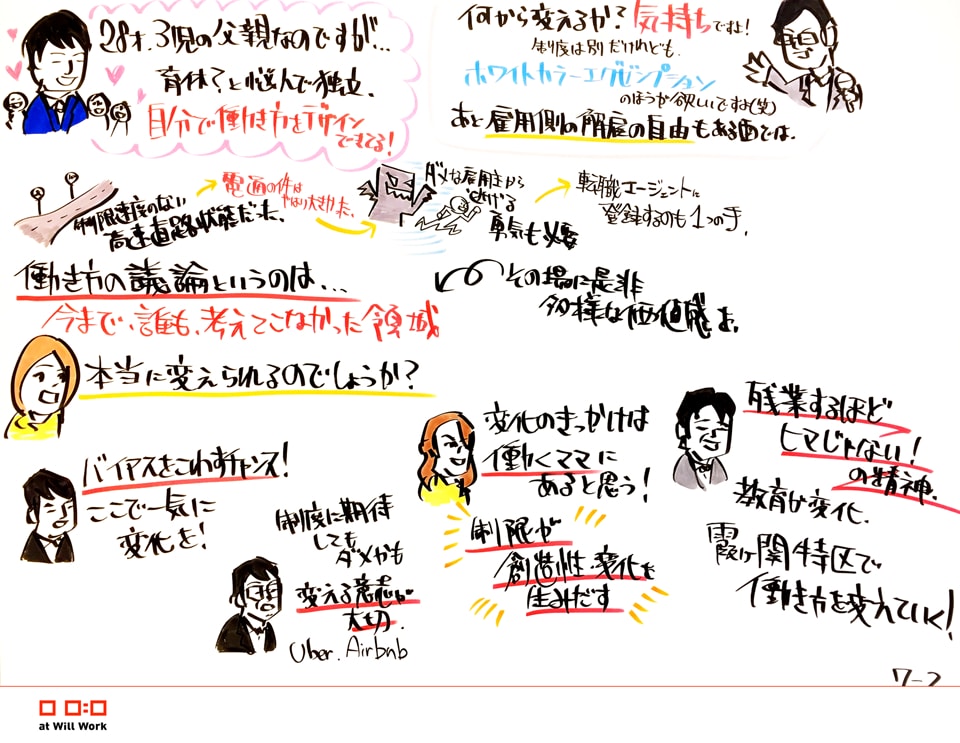 28才、3児の父親なのですが…
育休？と悩んで独立、
自分で働き方をデザイン
できてる！
何から変えるか？気持ちですよ！
制度は別だけれども、
ホワイトカラーエグゼンプション
のほうが欲しいですよ(笑)
あと雇用側の解雇の自由もある面では、
制限速度のない
高速道路状態だった、
電通の件は
やはり大きかった、
ダメな雇用主から
逃げる
勇気も必要
転職エージェントに
登録するのも1つの手、
働き方の議論というのは、…
今まで、誰も、考えてこなかった領域
その場に是非
多様な価値感を、
本当に変えられるのでしょうか？
バイアスをこわすチャンス！
ここで一気に
変化を！
制度に期待
しても
ダメかも
変える意志が
大切、
Uber、Airbnb
変化のきっかけは
働くママに
あると思う！
制限が
創造性・変化を
生みだす
残業するほど
ヒマじゃない！
の精神、
教育が変化、
霞ヶ関特区で
働き方を変えていく！
7-2
at Will Work